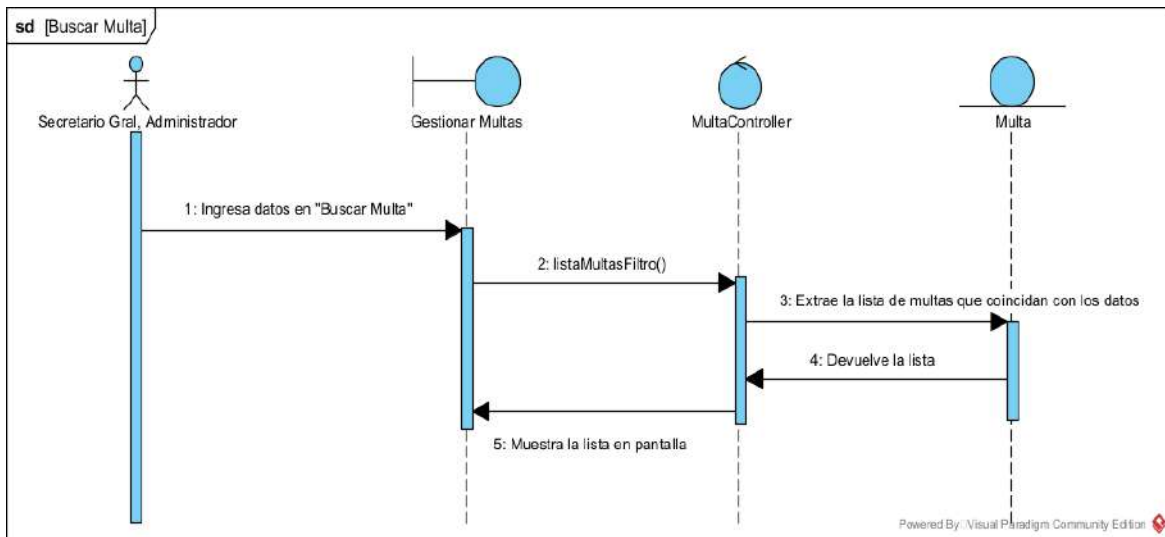 sd [Buscar Multa]
Secretario Gral, Administrador
Gestionar Multas
MultaController
Multa
1: Ingresa datos en "Buscar Multa"
2: listaMultasFiltro()
3: Extrae la lista de multas que coincidan con los datos
4: Devuelve la lista
5: Muestra la lista en pantalla
Powered By: Visual Paradigm Community Edition